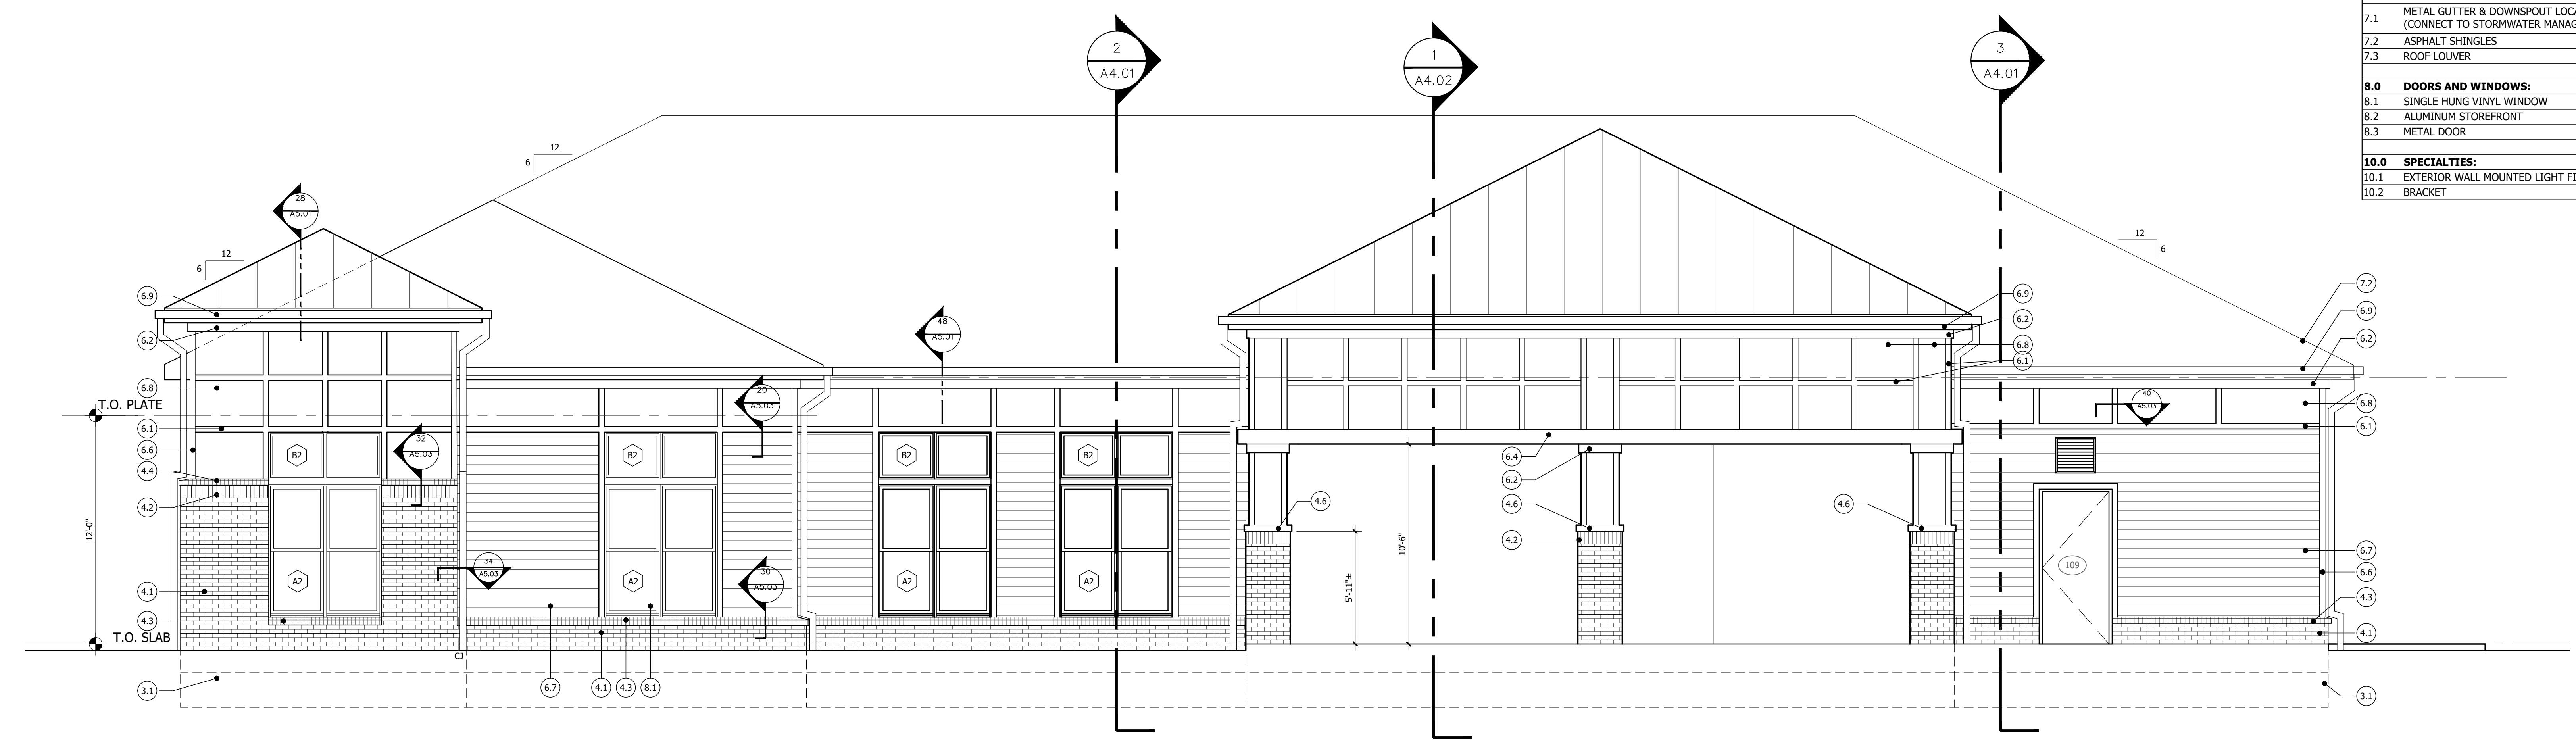 7.1 METAL GUTTER & DOWNSPOUT LOCA
(CONNECT TO STORMWATER MANAG
7.2 ASPHALT SHINGLES
7.3 ROOF LOUVER
8.0 DOORS AND WINDOWS:
8.1 SINGLE HUNG VINYL WINDOW
8.2 ALUMINUM STOREFRONT
8.3 METAL DOOR
10.0 SPECIALTIES:
10.1 EXTERIOR WALL MOUNTED LIGHT FI
10.2 BRACKET
2
A4.01
1
A4.02
3
A4.01
12
6
12
6
12
6
28
A5.01
48
A5.01
20
A5.03
32
A5.03
34
A5.03
30
A5.03
40
A5.03
6.9
6.2
6.8
T.O. PLATE
6.1
6.6
4.4
4.2
12'-0"
4.1
4.3
T.O. SLAB
3.1
B2
B2
B2
B2
A2
A2
A2
A2
CJ
6.7
4.1
4.3
8.1
4.6
5'-11"±
10'-6"
6.4
6.2
4.6
4.2
4.6
6.9
6.2
6.8
6.1
109
7.2
6.9
6.2
6.8
6.1
6.7
6.6
4.3
4.1
3.1